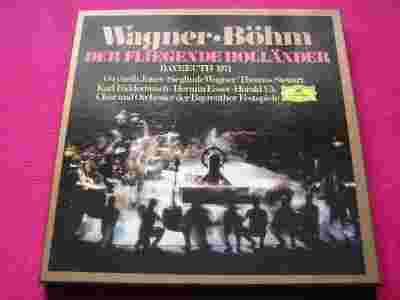 Wagner·Böhm
DER FLIEGENDE HOLLÄNDER
BAYREUTH 1971
Gwyneth Jones · Sieglinde Wagner · Thomas Stewart
Karl Ridderbusch · Hermin Esser · Harald Ek
Chor und Orchester der Bayreuther Festspiele